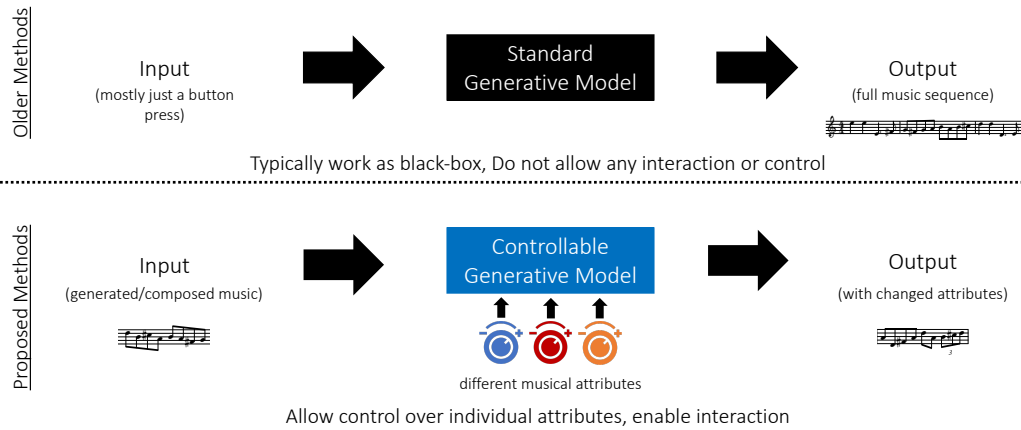 Older Methods
Input
(mostly just a button
press)
Standard
Generative Model
Output
(full music sequence)
Typically work as black-box, Do not allow any interaction or control
Proposed Methods
Input
(generated/composed music)
Controllable
Generative Model
Output
(with changed attributes)
3
different musical attributes
Allow control over individual attributes, enable interaction